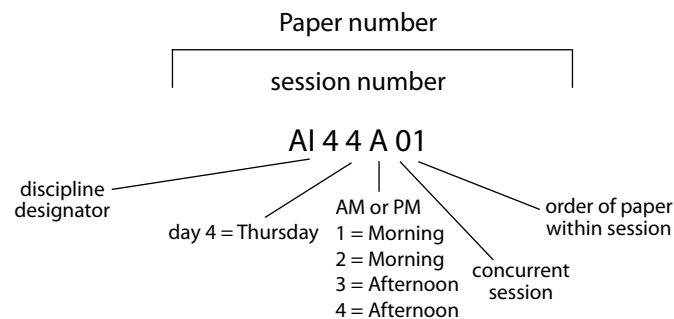 Paper number
session number
AI 4 4 A 01
discipline
designator
day 4 = Thursday
AM or PM
1 = Morning
2 = Morning
3 = Afternoon
4 = Afternoon
concurrent
session
order of paper
within session